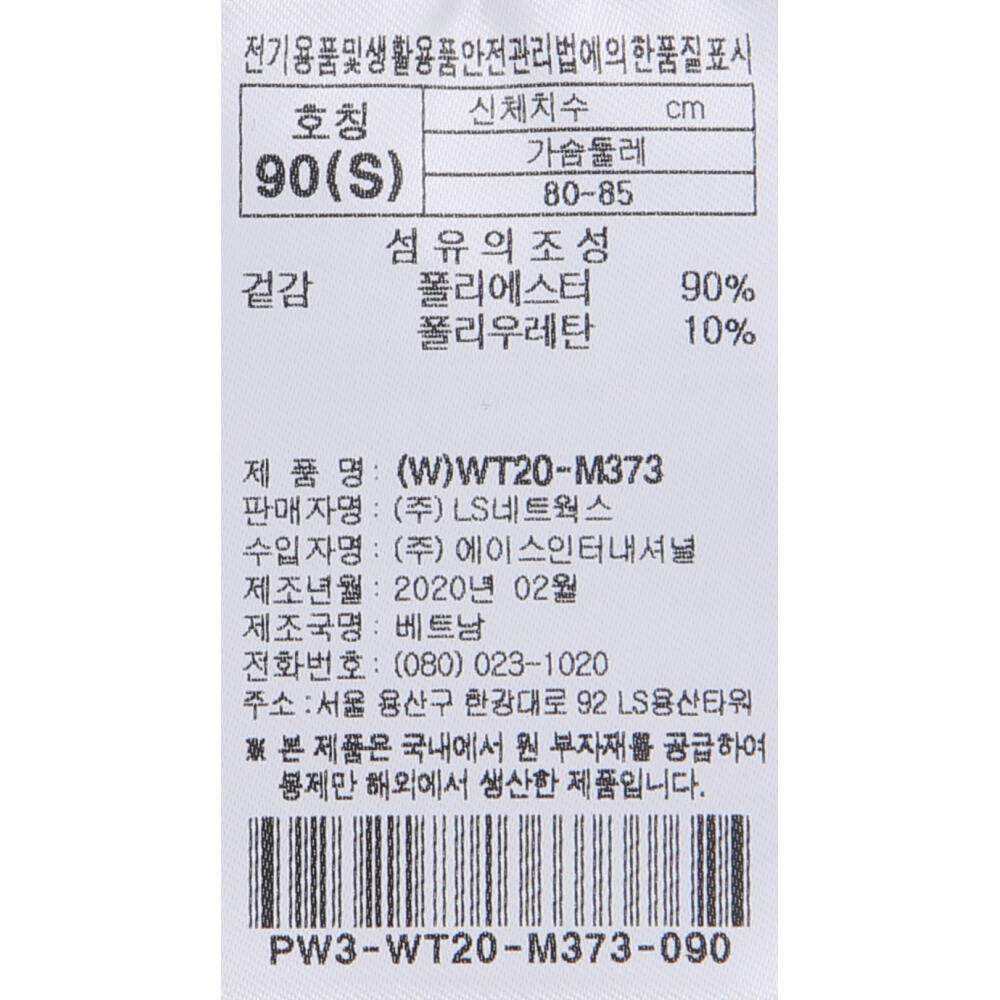 전기용품및생활용품안전관리법에의한품질표시
호칭
90(S)
신체치수 cm
가슴둘레
80-85
섬유의조성
겉감 폴리에스터 90%
폴리우레탄 10%
제 품 명 : (W)WT20-M373
판매자명 : (주) LS네트웍스
수입자명 : (주) 에이스인터내셔널
제조년월 : 2020년 02월
제조국명 : 베트남
전화번호 : (080) 023-1020
주소 : 서울 용산구 한강대로 92 LS용산타워
※ 본 제품은 국내에서 원 부자재를 공급하여
봉제만 해외에서 생산한 제품입니다.
PW3-WT20-M373-090